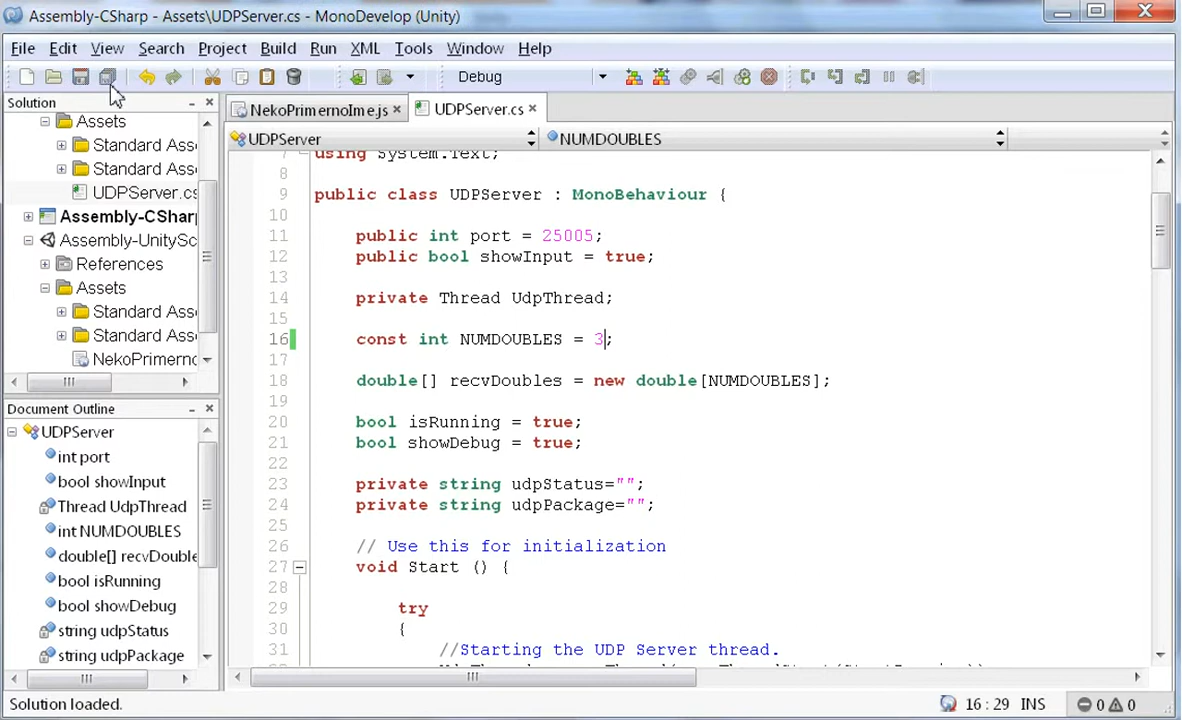 Assembly-CSharp - Assets\UDPServer.cs - MonoDevelop (Unity)
File Edit View Search Project Build Run XML Tools Window Help
Debug
Solution
NekoPrimernoIme.js
UDPServer.cs
UDPServer
NUMDOUBLES
Assets
Standard Ass
Standard Ass
UDPServer.cs
Assembly-CSharp
Assembly-UnitySc
References
Assets
Standard Ass
Standard Ass
NekoPrimerno
Document Outline
UDPServer
int port
bool showInput
Thread UdpThread
int NUMDOUBLES
double[] recvDouble
bool isRunning
bool showDebug
string udpStatus
string udpPackage
7 using System.Text;
8
9 public class UDPServer : MonoBehaviour {
10
11 public int port = 25005;
12 public bool showInput = true;
13
14 private Thread UdpThread;
15
16 const int NUMDOUBLES = 3;
17
18 double[] recvDoubles = new double[NUMDOUBLES];
19
20 bool isRunning = true;
21 bool showDebug = true;
22
23 private string udpStatus="";
24 private string udpPackage="";
25
26 // Use this for initialization
27 void Start () {
28
29 try
30 {
31 //Starting the UDP Server thread.
Solution loaded.
16 : 29 INS
0 0